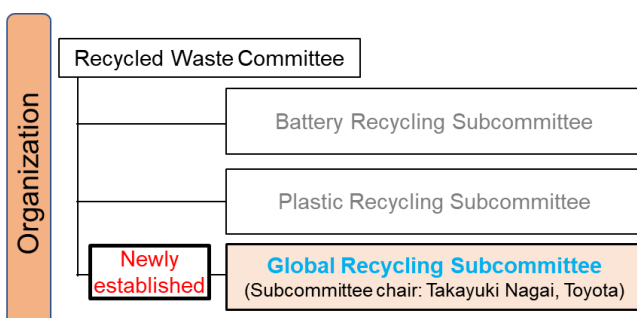 Organization
Recycled Waste Committee
Battery Recycling Subcommittee
Plastic Recycling Subcommittee
Newly
established
Global Recycling Subcommittee
(Subcommittee chair: Takayuki Nagai, Toyota)